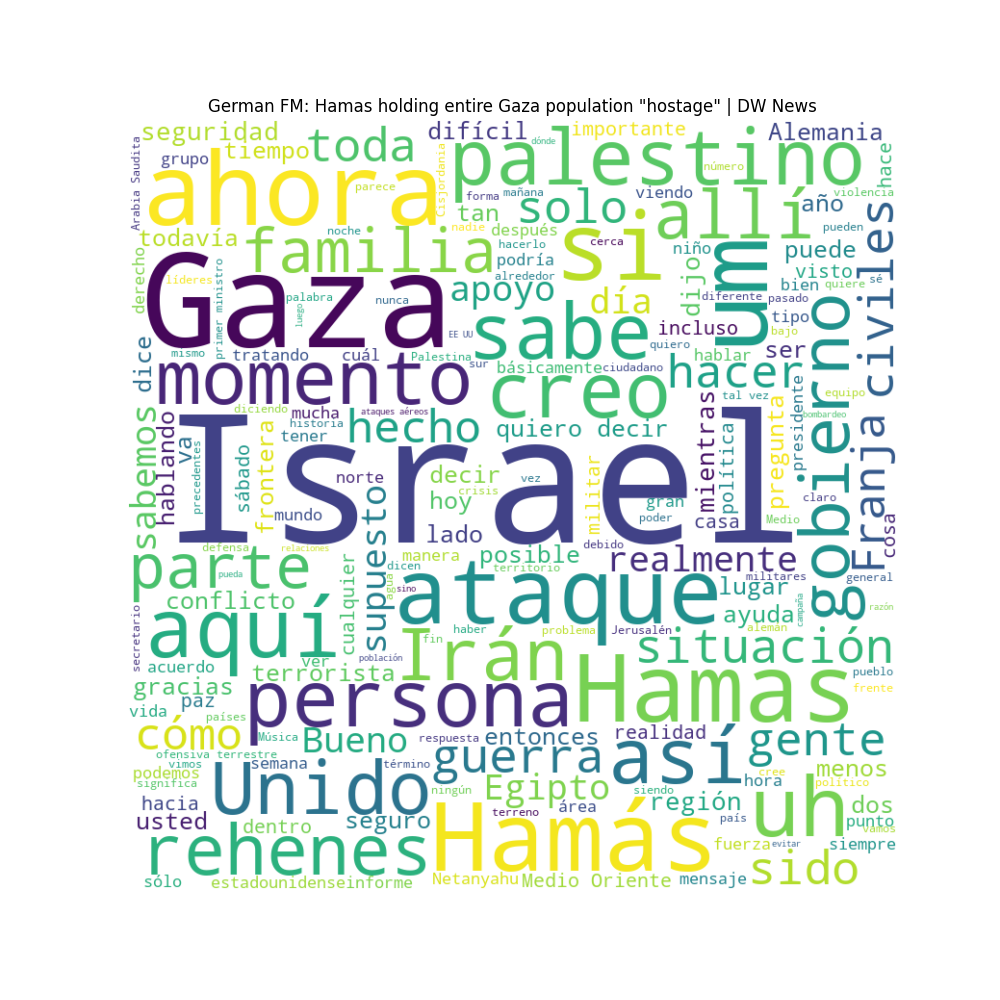 German FM: Hamas holding entire Gaza population "hostage" | DW News
seguridad
difícil
importante
Alemania
grupo
tiempo
toda
palestino
dónde
número
hace
Arabia Saudita
ahora
parece
Cisjordania
forma
mañana
viendo
violencia
tan
solo
allí
año
nadie
después
pueden
todavía
noche
familia
hacerlo
si
cerca
niño
puede
derecho
líderes
primer ministro
podría
alrededor
dijo
um
visto
sé
civiles
Gaza
palabra
luego
nunca
apoyo
día
diferente
pasado
bien
quiere
tipo
EE UU
sabe
incluso
bajo
dice
mismo
tratando
cuál
Palestina
sur
quiero
hablar
ser
momento
básicamente
ciudadano
hacer
gobierno
creo
tal vez
equipo
diciendo
mucha
ataques aéreos
historia
hecho
quiero decir
mientras
política
pregunta
presidente
bombardeo
sabemos
hablando
va
precedentes
sábado
frontera
tener
Israel
norte
decir
vez
militar
gran
claro
Franja
mundo
hoy
crisis
poder
casa
Medio
cosa
lado
debido
defensa
relaciones
supuesto
manera
posible
realmente
parte
pueda
dicen
territorio
militares
general
cualquier
agua
sino
ataque
lugar
conflicto
ayuda
campaña
razón
secretario
aquí
haber
problema
Jerusalén
alemán
fin
Irán
situación
acuerdo
ver
población
terrorista
pueblo
gracias
paz
persona
Hamas
frente
vida
países
cómo
Música
Bueno
respuesta
entonces
realidad
gente
ofensiva terrestre
vimos
semana
término
guerra
así
podemos
significa
cree
menos
político
hora
Unido
ningún
Egipto
siendo
región
uh
dos
hacia
área
usted
dentro
seguro
terreno
Hamás
país
punto
vamos
rehenes
fuerza
evitar
siempre
sido
sólo
estadounidense
informe
Netanyahu
Medio Oriente
mensaje